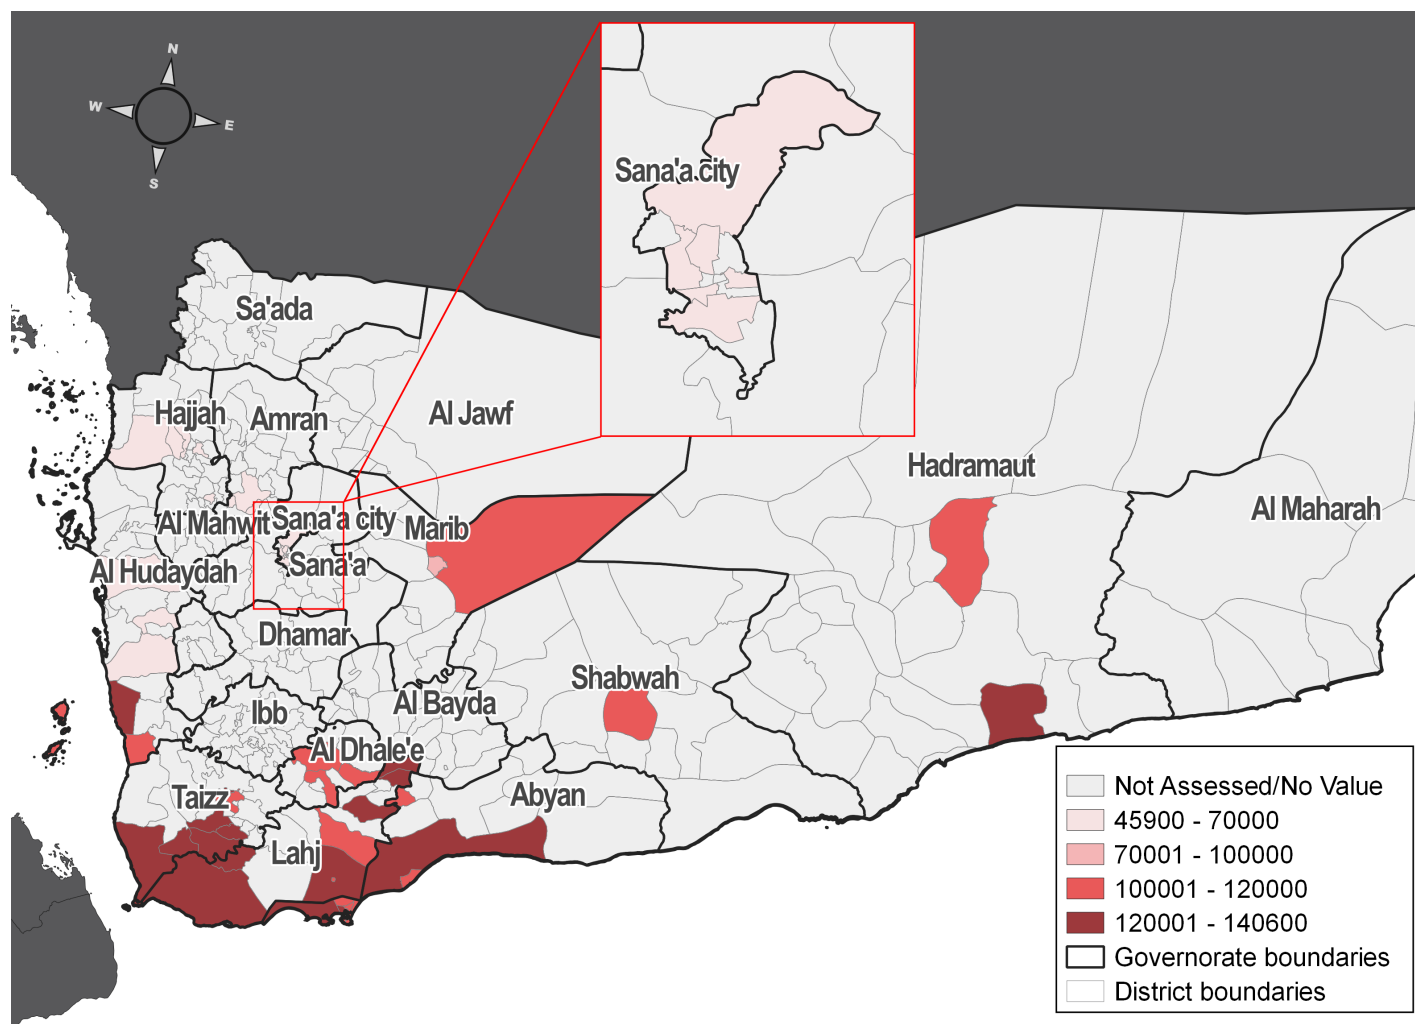 N
W
E
S
Sana'a city
Sa'ada
Hajjah
Amran
Al Jawf
Hadramaut
Al Maharah
Al Mahwit
Sana'a city
Marib
Sana'a
Al Hudaydah
Dhamar
Shabwah
Ibb
Al Bayda
Al Dhale'e
Taizz
Abyan
Lahj
Not Assessed/No Value
45900 - 70000
70001 - 100000
100001 - 120000
120001 - 140600
Governorate boundaries
District boundaries